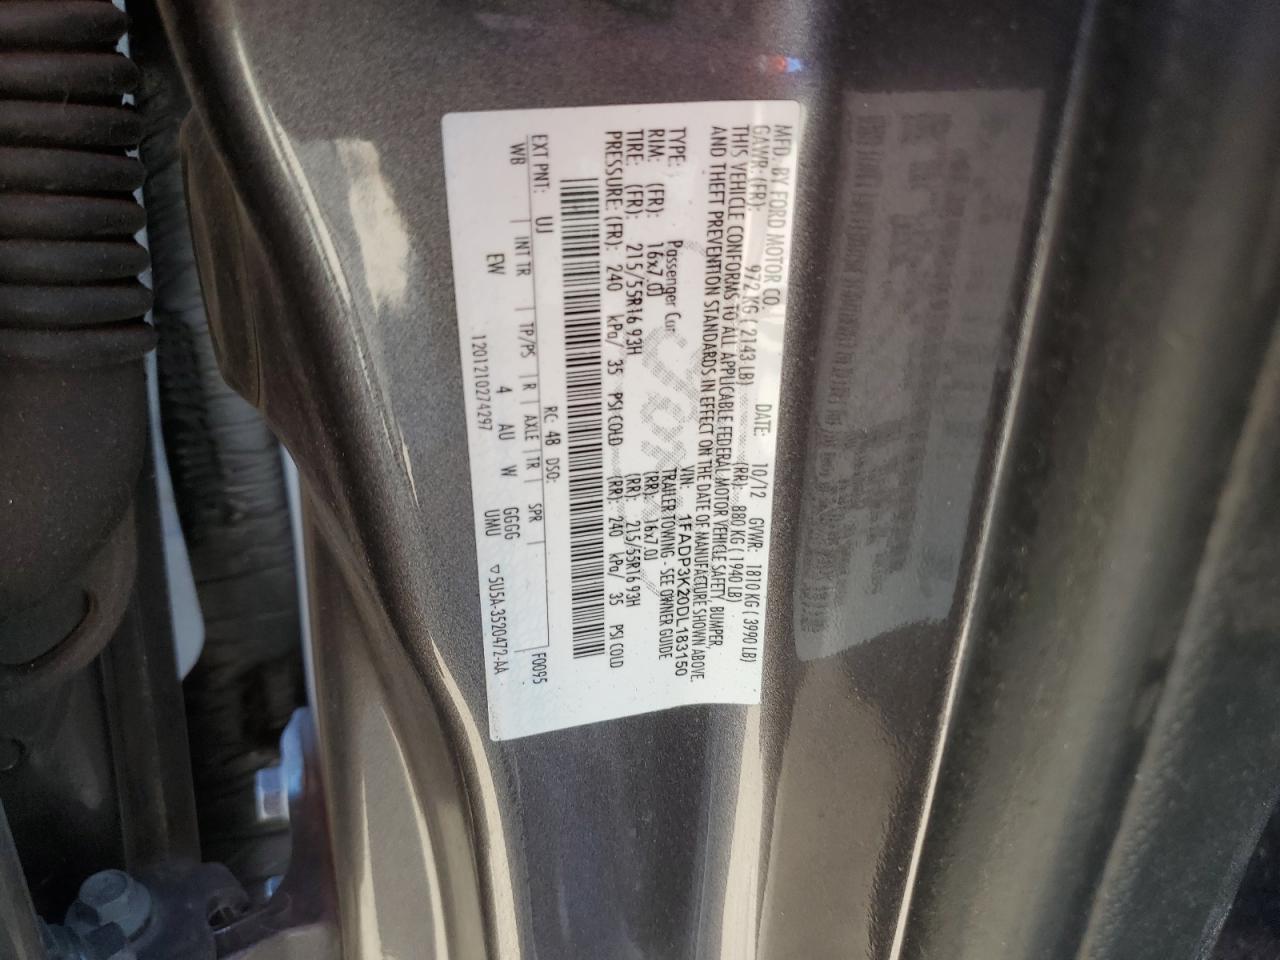 MFD. BY FORD MOTOR CO. DATE: 10/12 GVWR: 1810 KG ( 3990 LB)
GAWR: (FR): 972 KG ( 2143 LB) (RR): 880 KG ( 1940 LB)
THIS VEHICLE CONFORMS TO ALL APPLICABLE FEDERAL MOTOR VEHICLE SAFETY, BUMPER,
AND THEFT PREVENTION STANDARDS IN EFFECT ON THE DATE OF MANUFACTURE SHOWN ABOVE.
VIN: 1FADP3K20DL183150
TYPE: Passenger Car TRAILER TOWING - SEE OWNER GUIDE
RIM: (FR): 16x7.0J (RR): 16x7.0J
TIRE: (FR): 215/55R16 93H (RR): 215/55R16 93H
PRESSURE: (FR): 240 kPa/ 35 PSI COLD (RR): 240 kPa/ 35 PSI COLD
EXT PNT: UJ RC: 48 DSO: F0095
WB | INT TR | TP/PS | R | AXLE | TR | SPR |
EW 4 AU W GGGG
UMU
1201210274297 ▽5U5A-3520472-AA